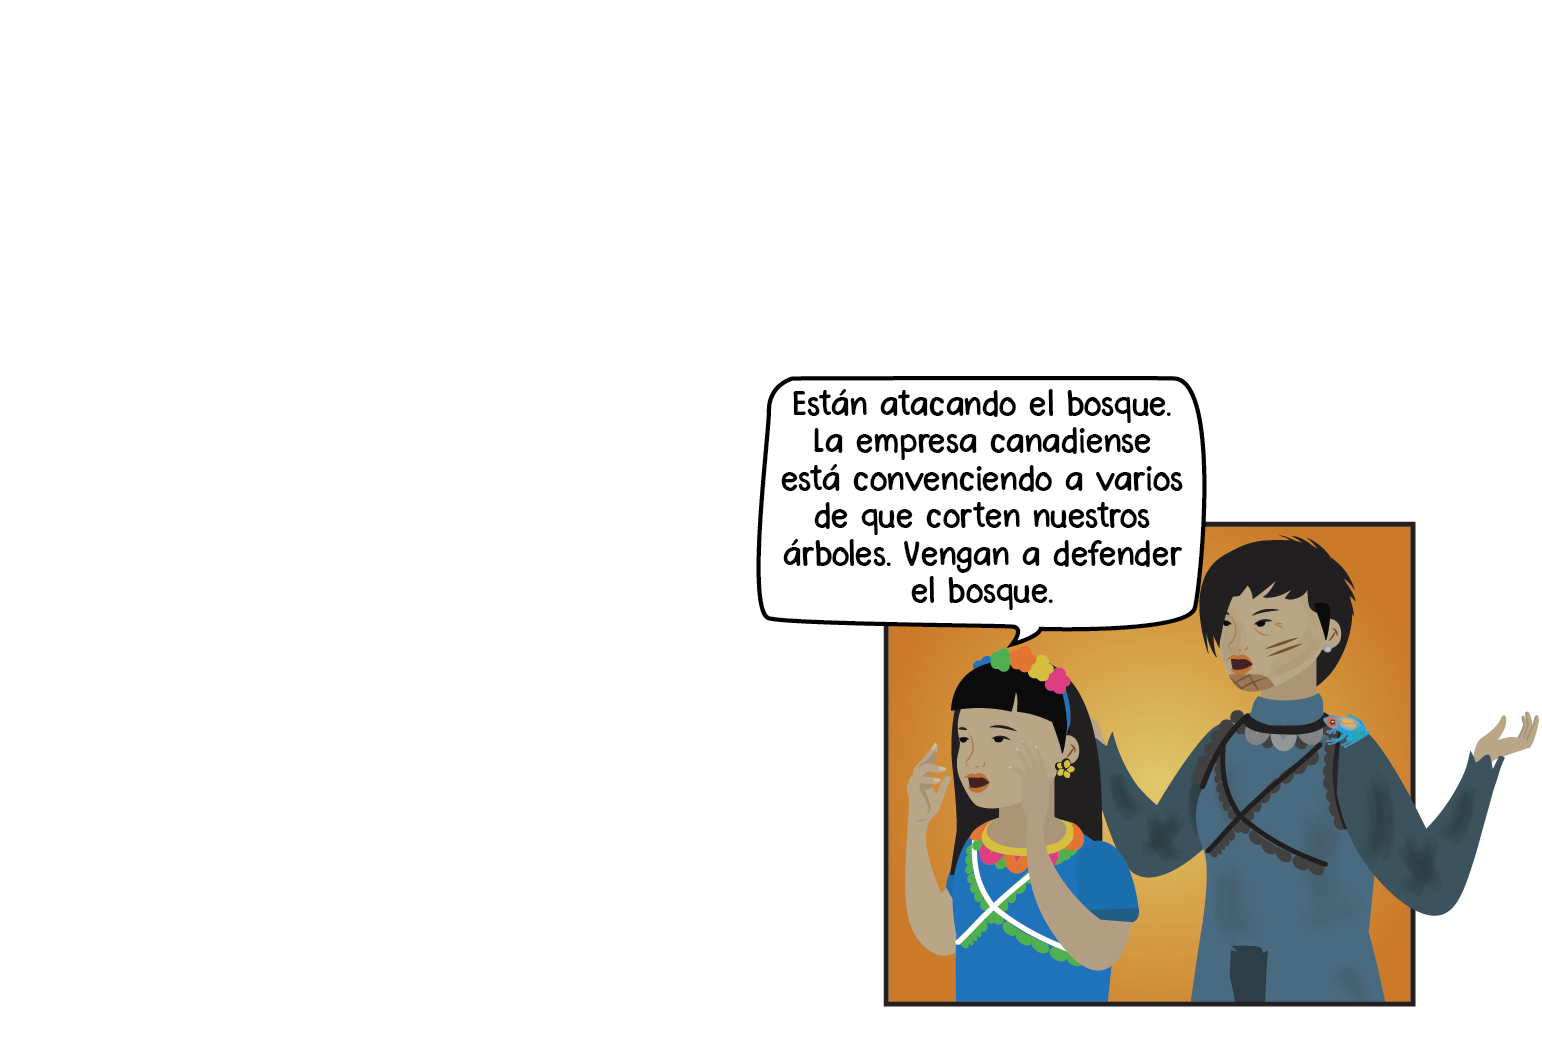 Están atacando el bosque.
La empresa canadiense
está convenciendo a varios
de que corten nuestros
árboles. Vengan a defender
el bosque.